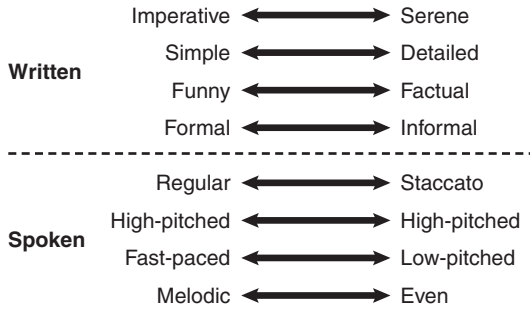 Imperative Serene
Simple Detailed
Written
Funny Factual
Formal Informal
Regular Staccato
High-pitched High-pitched
Spoken
Fast-paced Low-pitched
Melodic Even